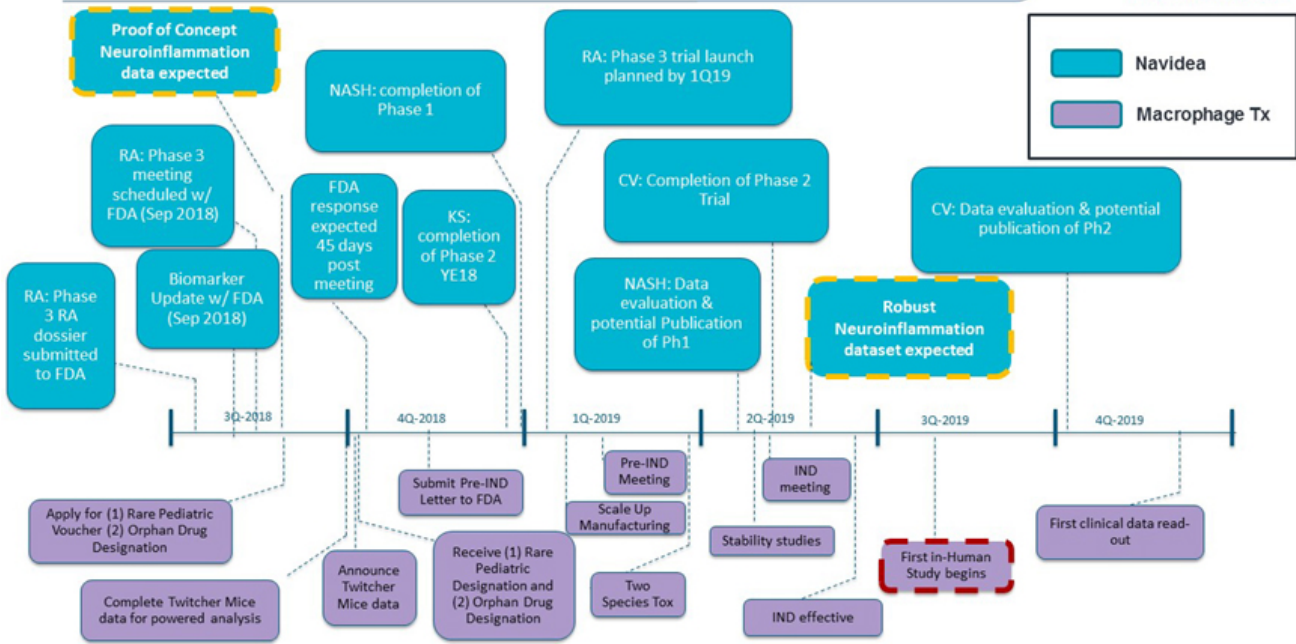 Proof of Concept
Neuroinflammation
data expected
NASH: completion of
Phase 1
RA: Phase 3 trial launch
planned by 1Q19
Navidea
Macrophage Tx
RA: Phase 3
meeting
scheduled w/
FDA (Sep 2018)
FDA
response
expected
45 days
post
meeting
KS:
completion
of Phase 2
YE18
CV: Completion of Phase 2
Trial
CV: Data evaluation & potential
publication of Ph2
RA: Phase
3 RA
dossier
submitted
to FDA
Biomarker
Update w/ FDA
(Sep 2018)
NASH: Data
evaluation &
potential Publication
of Ph1
Robust
Neuroinflammation
dataset expected
3Q-2018
4Q-2018
1Q-2019
2Q-2019
3Q-2019
4Q-2019
Apply for (1) Rare Pediatric
Voucher (2) Orphan Drug
Designation
Complete Twitcher Mice
data for powered analysis
Announce
Twitcher
Mice data
Submit Pre-IND
Letter to FDA
Receive (1) Rare
Pediatric
Designation and
(2) Orphan Drug
Designation
Pre-IND
Meeting
Scale Up
Manufacturing
Two
Species Tox
IND
meeting
Stability studies
IND effective
First in-Human
Study begins
First clinical data read-
out